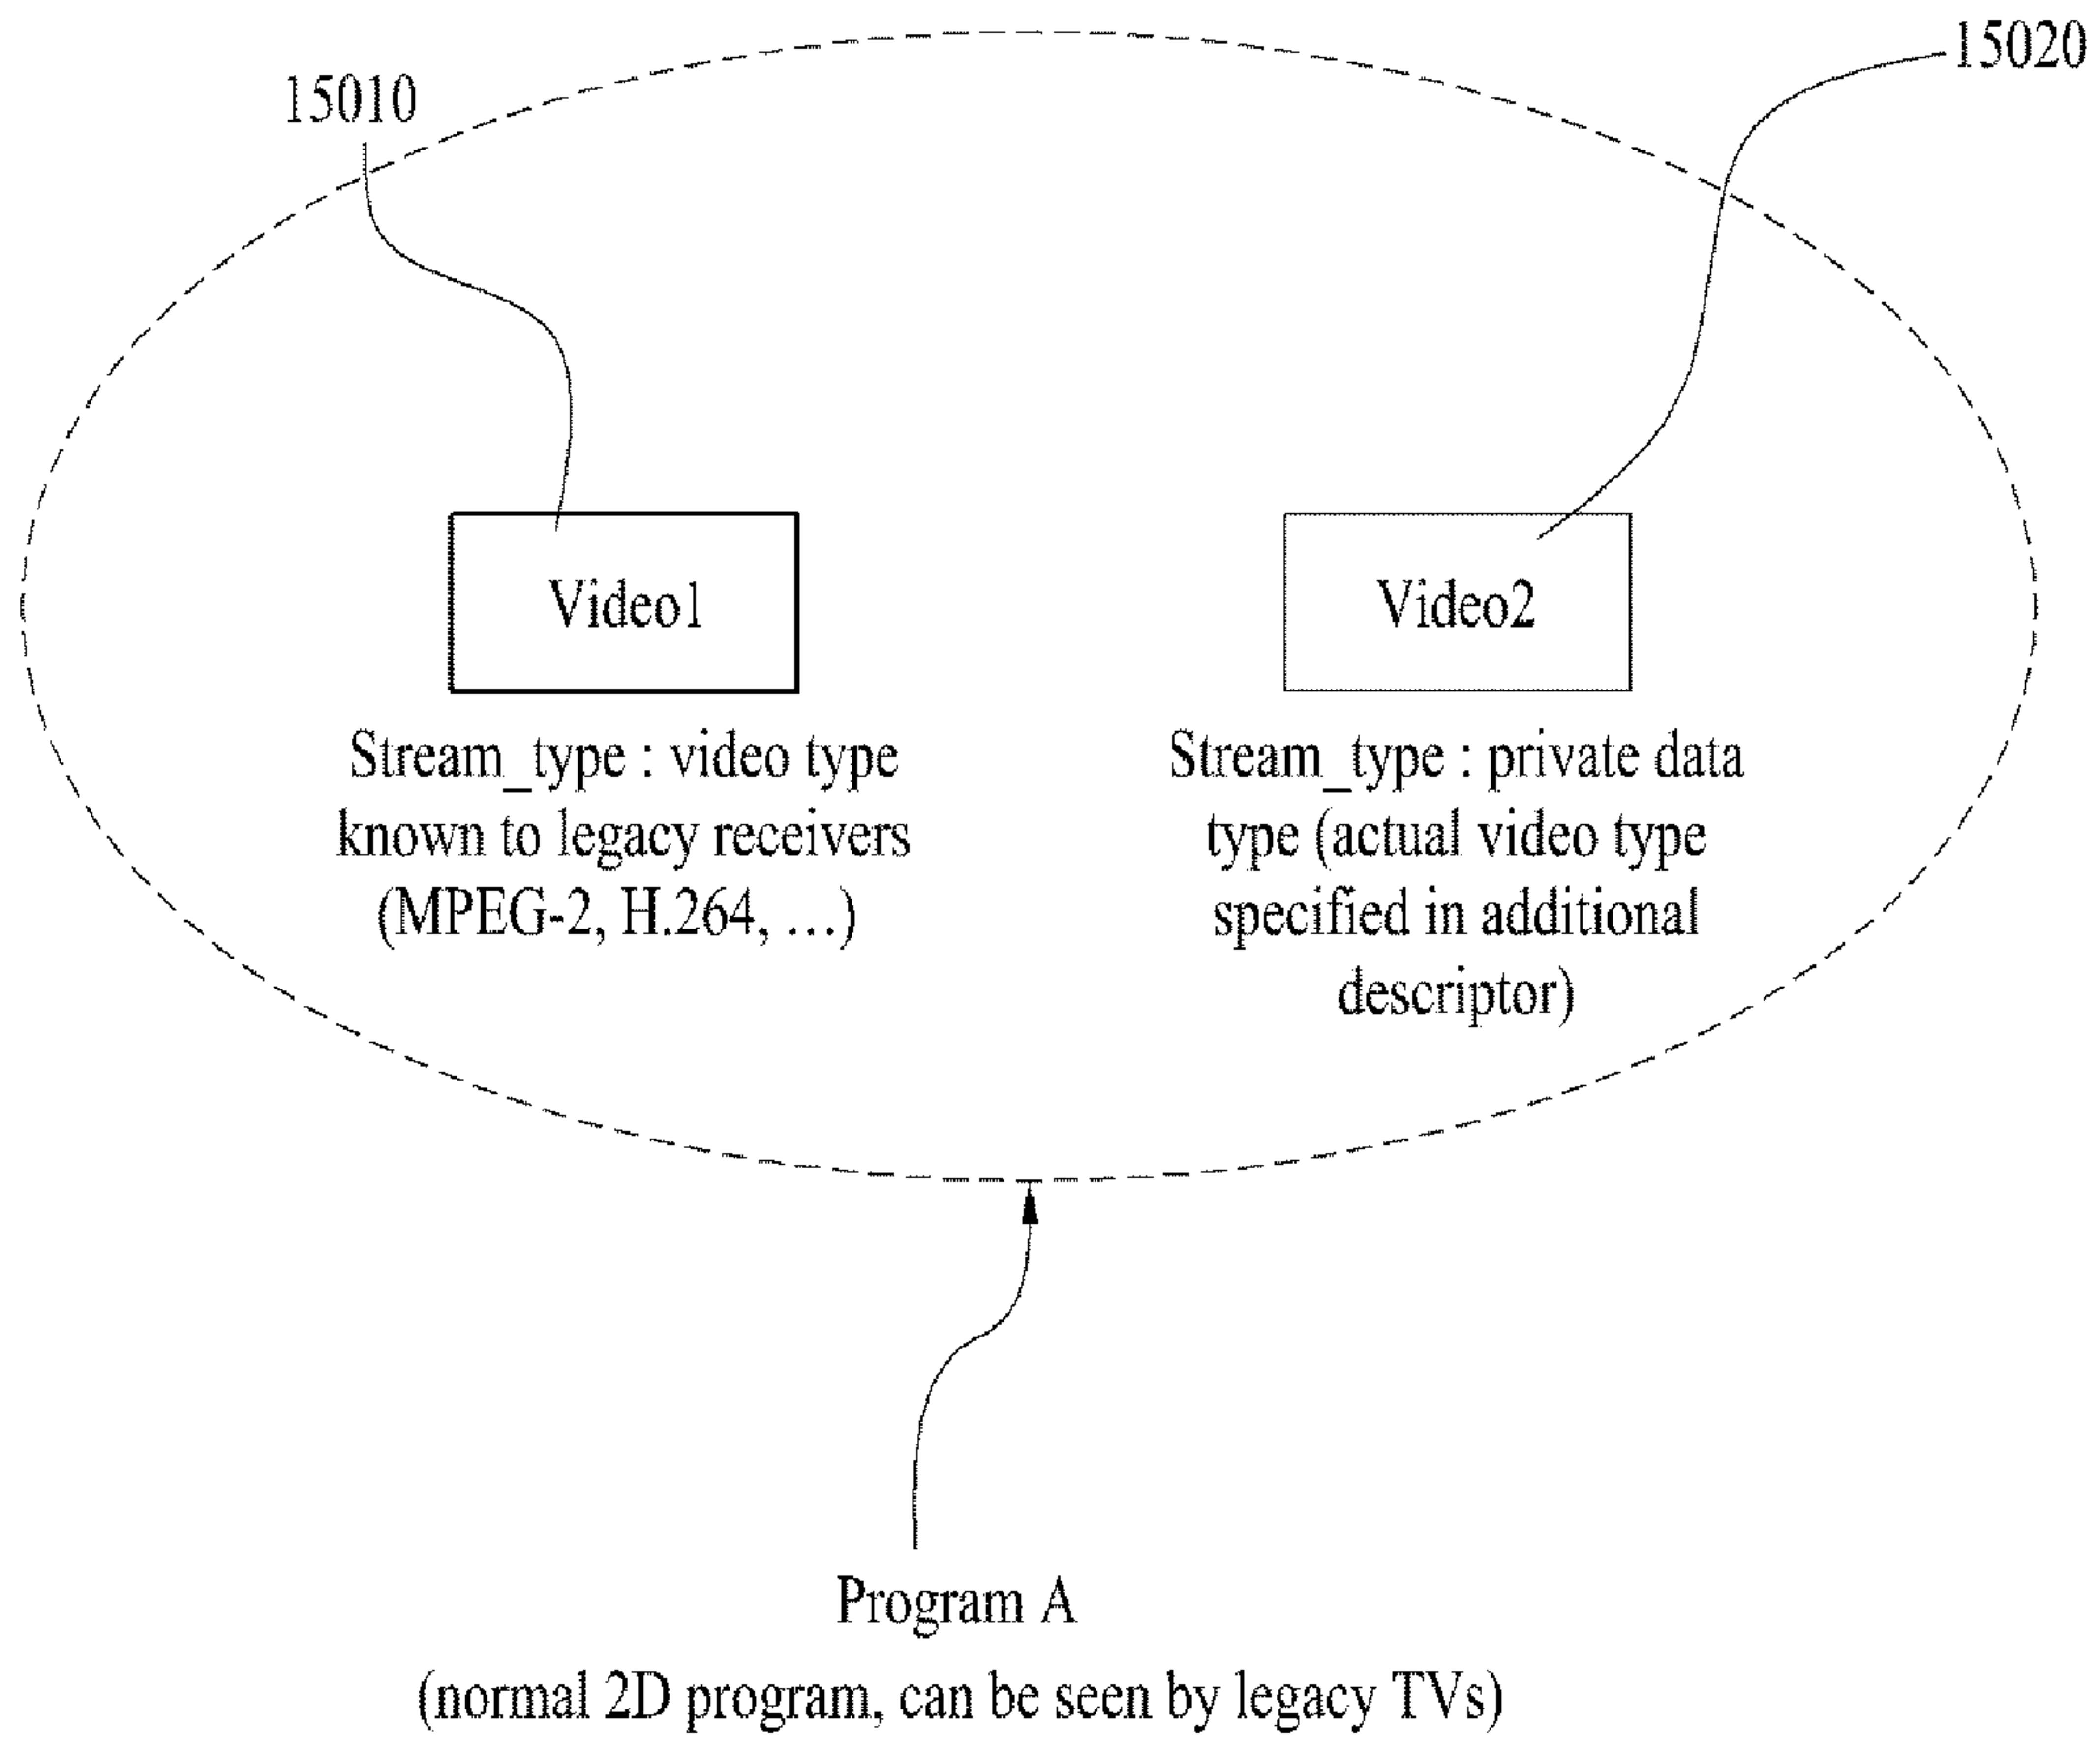 15010
15020
Video1
Video2
Stream_type : video type
known to legacy receivers
(MPEG-2, H.264, ...)
Stream_type : private data
type (actual video type
specified in additional
descriptor)
Program A
(normal 2D program, can be seen by legacy TVs)